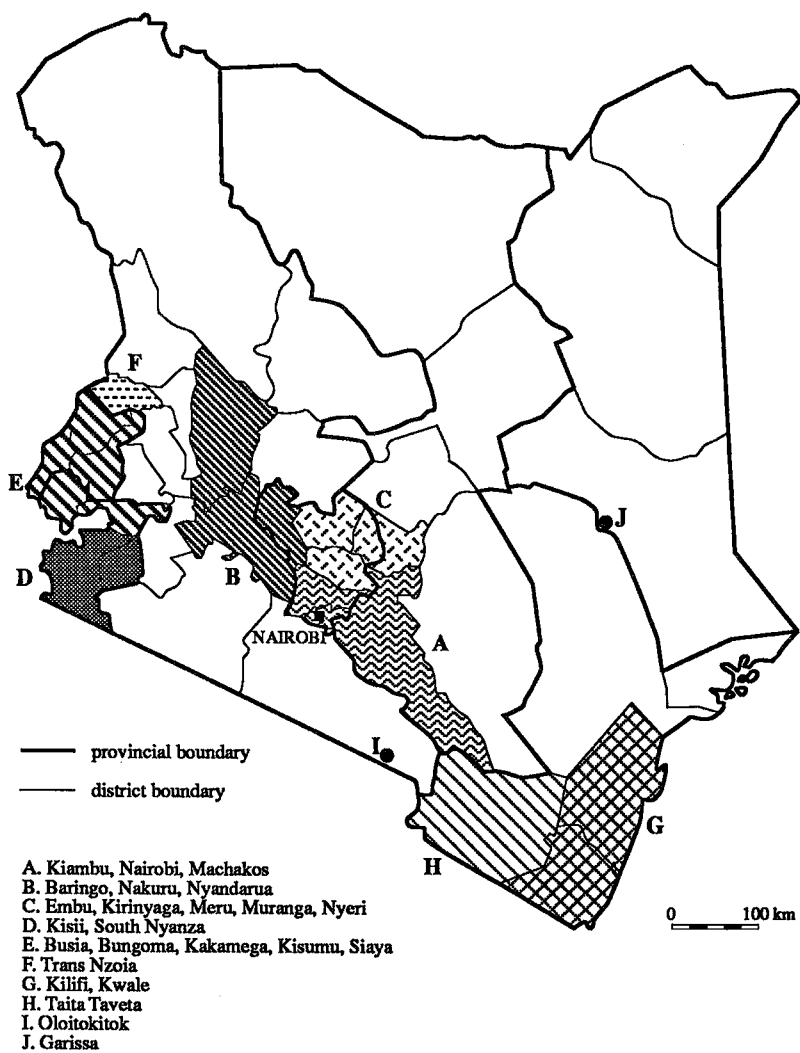 F
E
C
J
D
B
NAIROBI
A
I
provincial boundary
district boundary
G
H
A. Kiambu, Nairobi, Machakos
B. Baringo, Nakuru, Nyandarua
C. Embu, Kirinyaga, Meru, Muranga, Nyeri
D. Kisii, South Nyanza
E. Busia, Bungoma, Kakamega, Kisumu, Siaya
F. Trans Nzoia
G. Kilifi, Kwale
H. Taita Taveta
I. Oloitokitok
J. Garissa
0 100 km